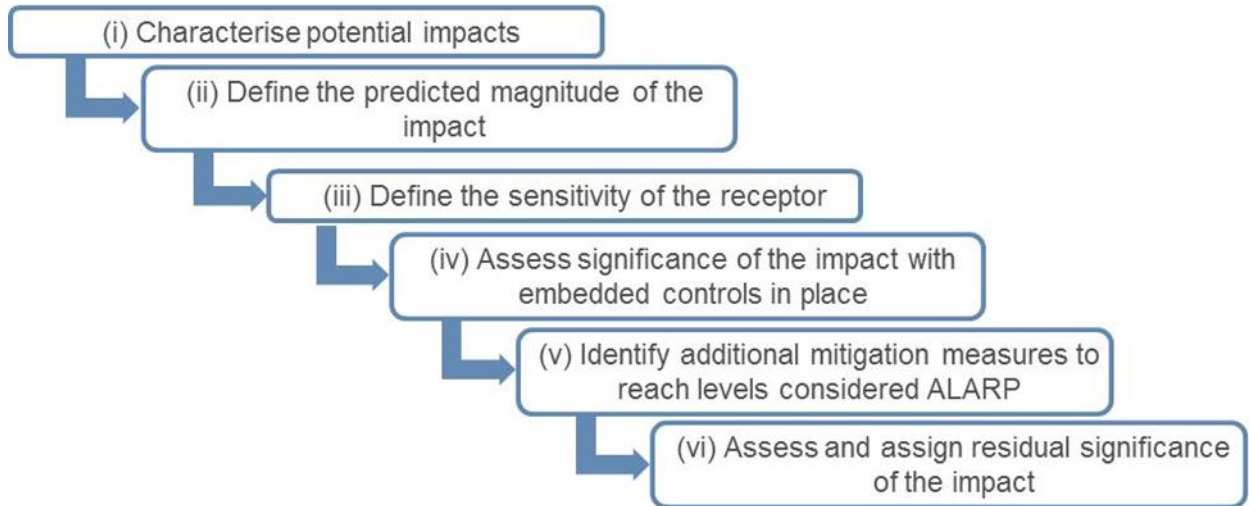 (i) Characterise potential impacts
(ii) Define the predicted magnitude of the
impact
(iii) Define the sensitivity of the receptor
(iv) Assess significance of the impact with
embedded controls in place
(v) Identify additional mitigation measures to
reach levels considered ALARP
(vi) Assess and assign residual significance
of the impact